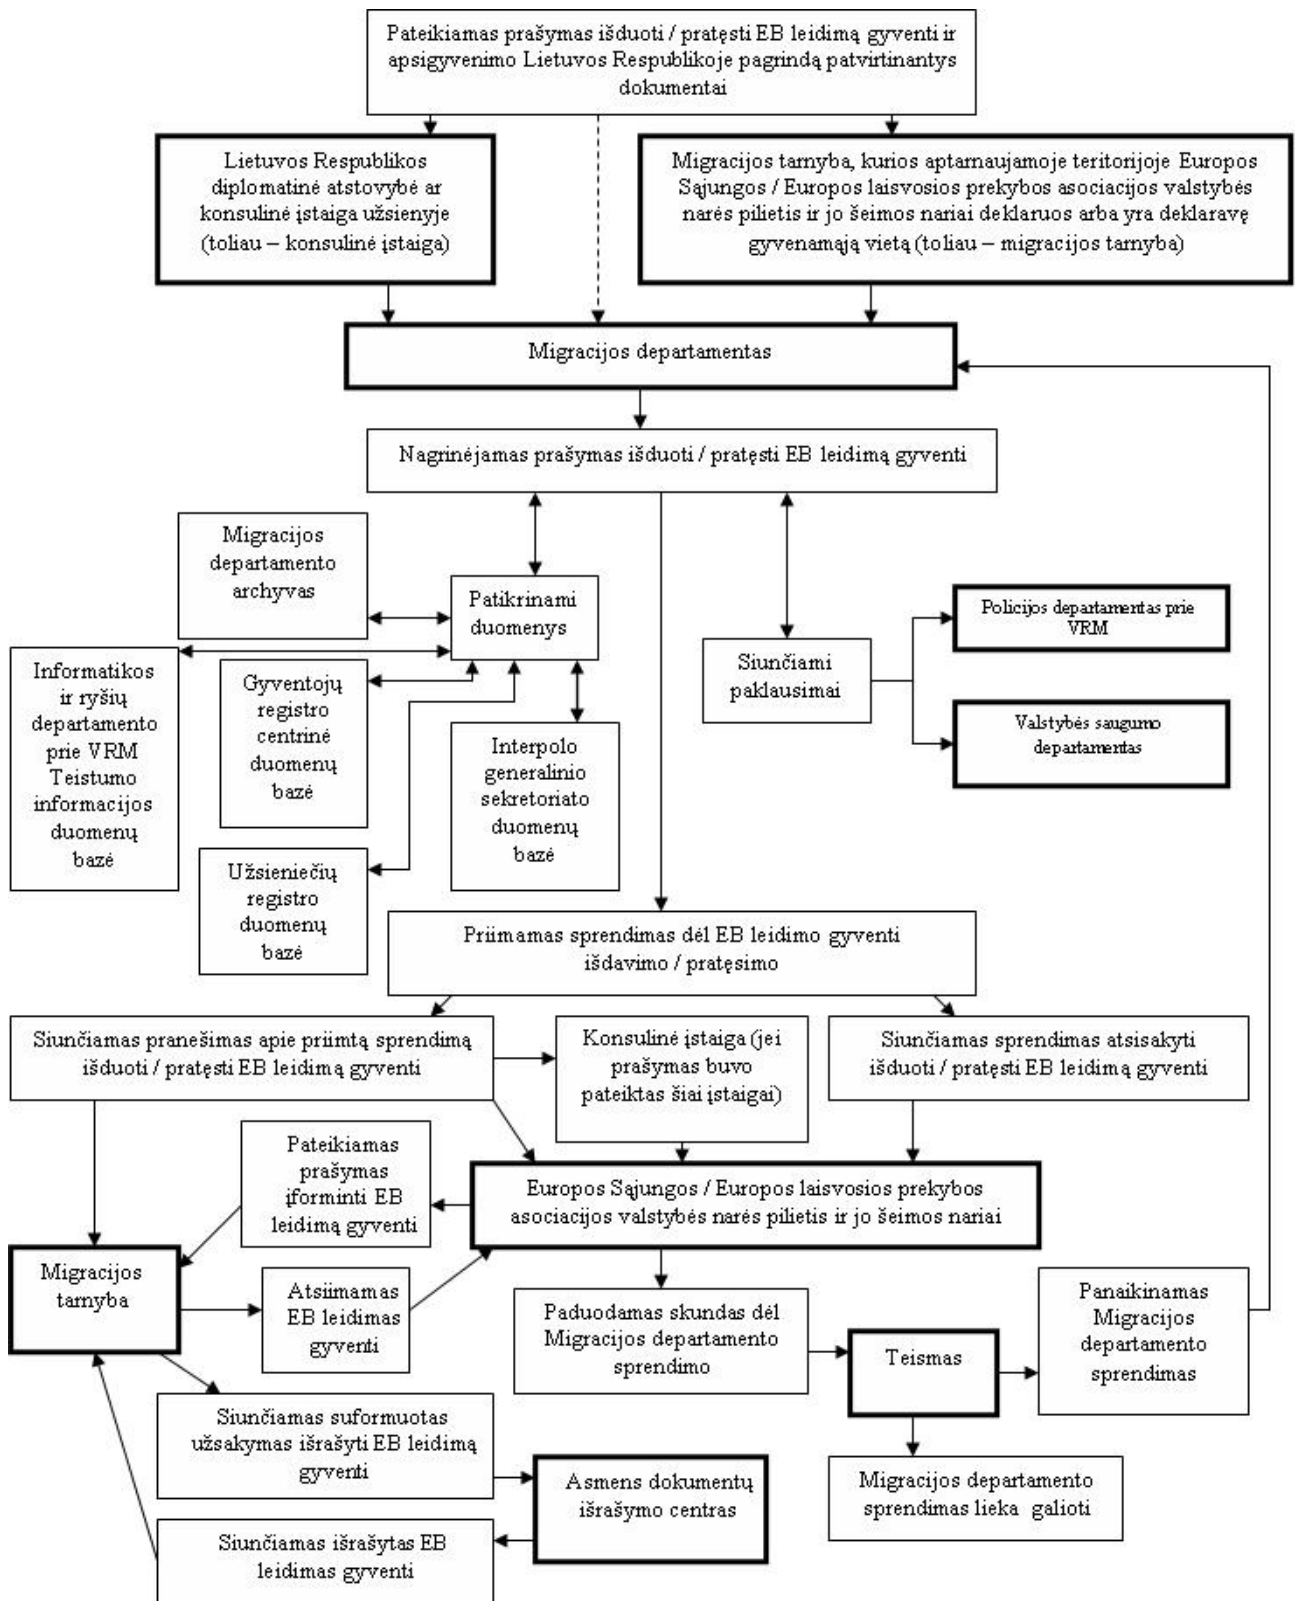 Pateikiamas prašymas išduoti / pratęsti EB leidimą gyventi ir
apsigyvenimo Lietuvos Respublikoje pagrindą patvirtinantys
dokumentai
Lietuvos Respublikos
diplomatinė atstovybė ar
konsulinė įstaiga užsienyje
(toliau – konsulinė įstaiga)
Migracijos tarnyba, kurios aptarnaujamoje teritorijoje Europos
Sąjungos / Europos laisvosios prekybos asociacijos valstybės
narės pilietis ir jo šeimos nariai deklaruos arba yra deklaravę
gyvenamąją vietą (toliau – migracijos tarnyba)
Migracijos departamentas
Nagrinėjamas prašymas išduoti / pratęsti EB leidimą gyventi
Migracijos
departamento
archyvas
Patikrinami
duomenys
Policijos departamentas prie
VRM
Siunčiami
paklausimai
Valstybės saugumo
departamentas
Informatikos
ir ryšių
departamento
prie VRM
Teistumo
informacijos
duomenų
bazė
Gyventojų
registro
centrinė
duomenų
bazė
Interpolo
generalinio
sekretoriato
duomenų
bazė
Užsieniečių
registro
duomenų
bazė
Priimamas sprendimas dėl EB leidimo gyventi
išdavimo / pratęsimo
Siunčiamas pranešimas apie priimtą sprendimą
išduoti / pratęsti EB leidimą gyventi
Konsulinė įstaiga (jei
prašymas buvo
pateiktas šiai įstaigai)
Siunčiamas sprendimas atsisakyti
išduoti / pratęsti EB leidimą gyventi
Pateikiamas
prašymas
įforminti EB
leidimą gyventi
Europos Sąjungos / Europos laisvosios prekybos
asociacijos valstybės narės pilietis ir jo šeimos nariai
Migracijos
tarnyba
Atsiimamas
EB leidimas
gyventi
Paduodamas skundas dėl
Migracijos departamento
sprendimo
Teismas
Panaikinamas
Migracijos
departamento
sprendimas
Siunčiamas suformuotas
užsakymas išrašyti EB leidimą
gyventi
Asmens dokumentų
išrašymo centras
Migracijos departamento
sprendimas lieka galioti
Siunčiamas išrašytas EB
leidimas gyventi